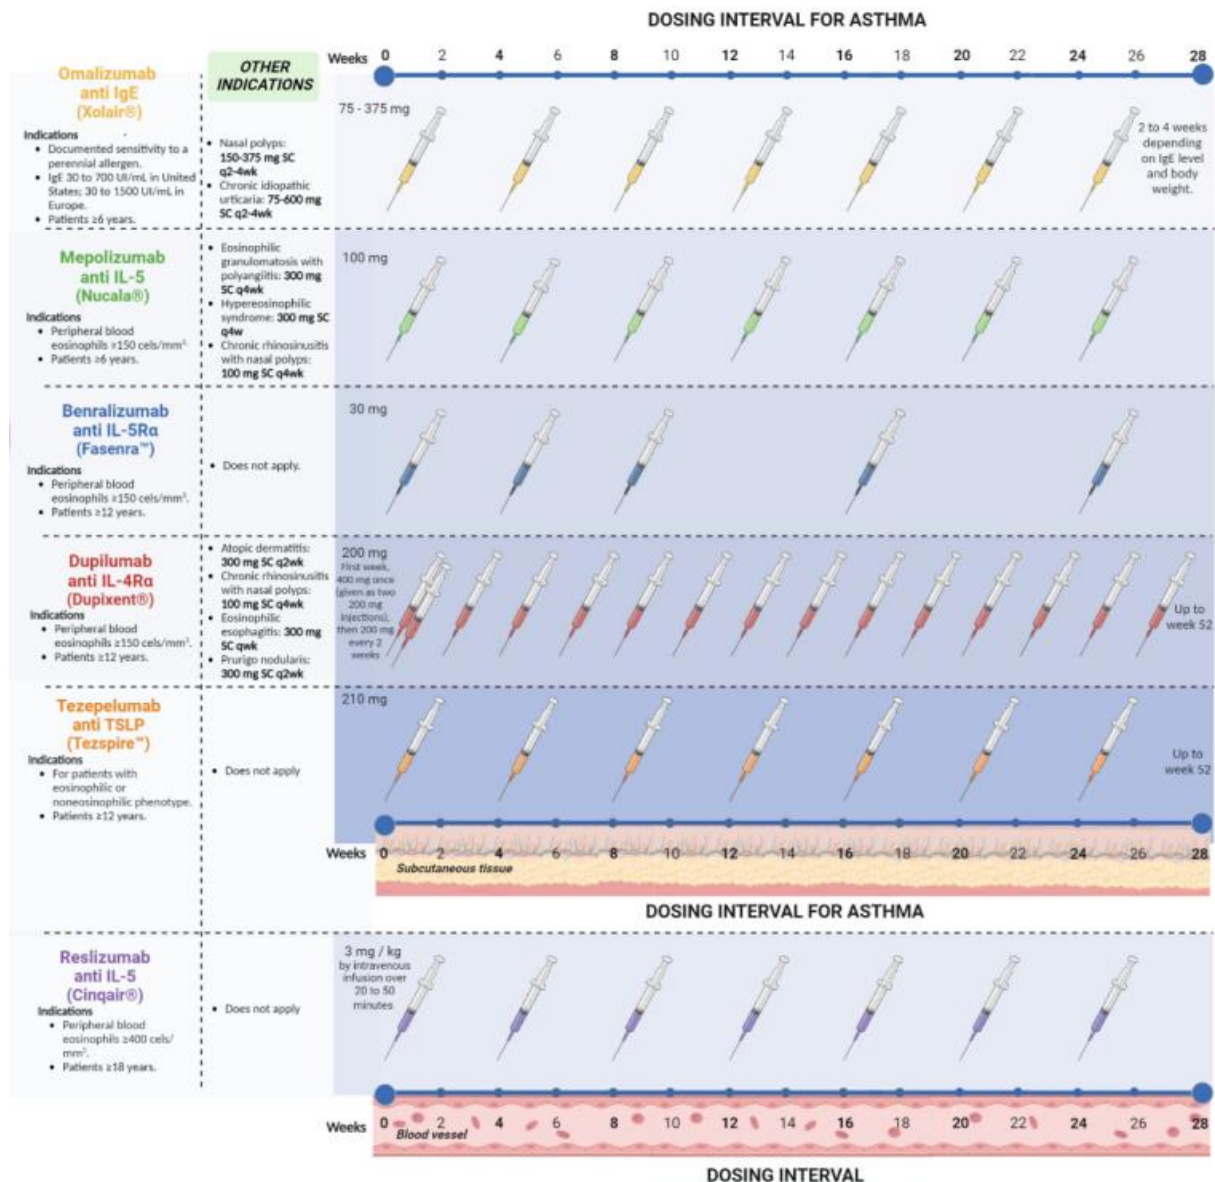 DOSING INTERVAL FOR ASTHMA
Weeks 0 2 4 6 8 10 12 14 16 18 20 22 24 26 28
Omalizumab
anti IgE
(Xolair®)
Indications
• Documented sensitivity to a
perennial allergen.
• IgE 30 to 700 UI/mL in United
States; 30 to 1500 UI/mL in
Europe.
• Patients ≥6 years.
OTHER
INDICATIONS
• Nasal polyps:
150-375 mg SC
q2-4wk
• Chronic idiopathic
urticaria: 75-600 mg
SC q2-4wk
75 - 375 mg
2 to 4 weeks
depending
on IgE level
and body
weight.
Mepolizumab
anti IL-5
(Nucala®)
Indications
• Peripheral blood
eosinophils ≥150 cels/mm³.
• Patients ≥6 years.
• Eosinophilic
granulomatosis with
polyangiitis: 300 mg
SC q4wk
• Hypereosinophilic
syndrome: 300 mg SC
q4w
• Chronic rhinosinusitis
with nasal polyps:
100 mg SC q4wk
100 mg
Benralizumab
anti IL-5Rα
(Fasenra™)
Indications
• Peripheral blood
eosinophils ≥150 cels/mm³.
• Patients ≥12 years.
• Does not apply.
30 mg
Dupilumab
anti IL-4Rα
(Dupixent®)
Indications
• Peripheral blood
eosinophils ≥150 cels/mm³.
• Patients ≥12 years.
• Atopic dermatitis:
300 mg SC q2wk
• Chronic rhinosinusitis
with nasal polyps:
100 mg SC q4wk
• Eosinophilic
esophagitis: 300 mg
SC qwk
• Prurigo nodularis:
300 mg SC q2wk
200 mg
First week,
400 mg once
(given as two
200 mg
injections),
then 200 mg
every 2
weeks
Up to
week 52
Tezepelumab
anti TSLP
(Tezspire™)
Indications
• For patients with
eosinophilic or
noneosinophilic phenotype.
• Patients ≥12 years.
• Does not apply
210 mg
Up to
week 52
Weeks 0 2 4 6 8 10 12 14 16 18 20 22 24 26 28
Subcutaneous tissue
DOSING INTERVAL FOR ASTHMA
Reslizumab
anti IL-5
(Cinqair®)
Indications
• Peripheral blood
eosinophils ≥400 cels/
mm³.
• Patients ≥18 years.
• Does not apply
3 mg / kg
by intravenous
infusion over
20 to 50
minutes
Weeks 0 2 4 6 8 10 12 14 16 18 20 22 24 26 28
Blood vessel
DOSING INTERVAL